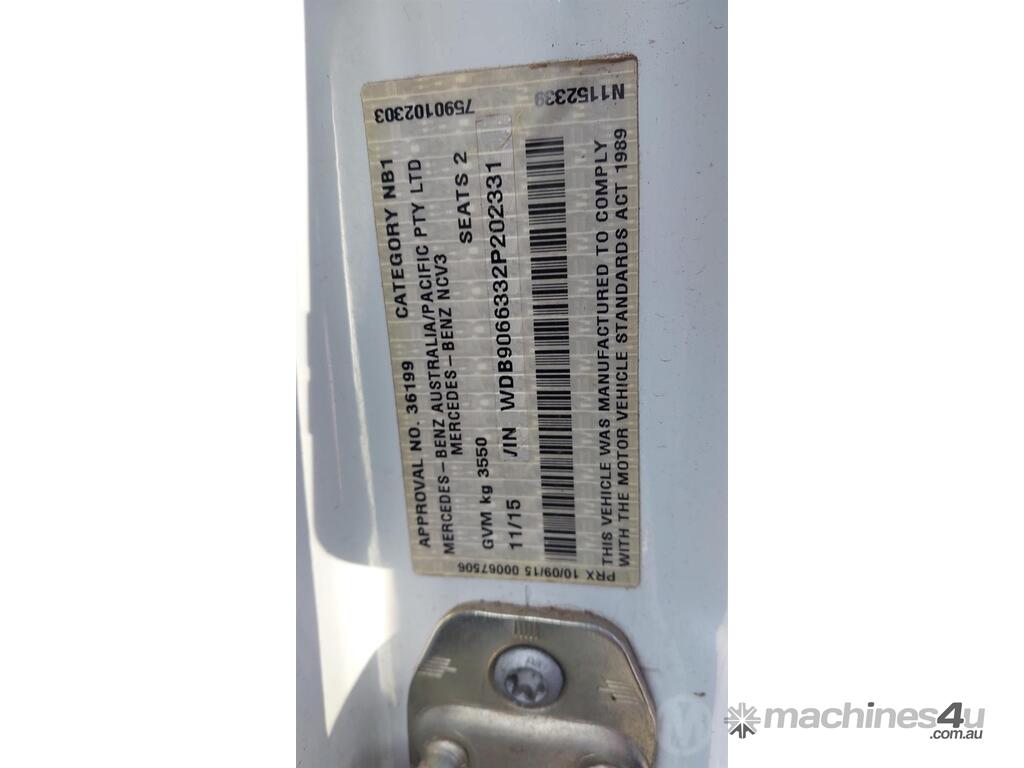 APPROVAL NO. 36199 CATEGORY NB1
MERCEDES-BENZ AUSTRALIA/PACIFIC PTY LTD
MERCEDES-BENZ NCV3
GVM kg 3550 SEATS 2
11/15 VIN WDB9066332P202331
THIS VEHICLE WAS MANUFACTURED TO COMPLY
WITH THE MOTOR VEHICLE STANDARDS ACT 1989
7590102303
N1152339
PRX 10/09/15 00067506
machines4u
.com.au